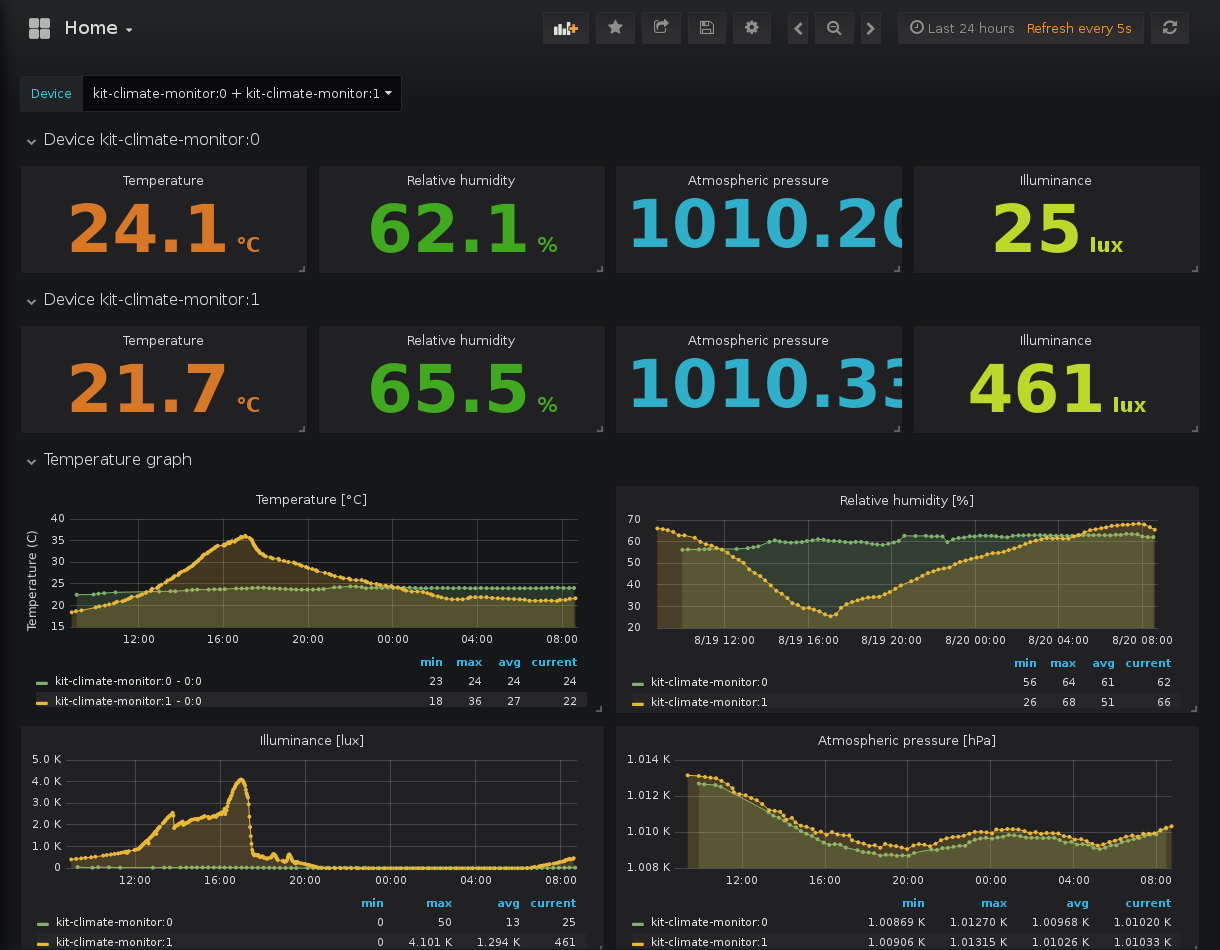 Home
Last 24 hours Refresh every 5s
Device kit-climate-monitor:0 + kit-climate-monitor:1
Device kit-climate-monitor:0
Temperature Relative humidity Atmospheric pressure Illuminance
24.1 °C 62.1 % 1010.20 25 lux
Device kit-climate-monitor:1
Temperature Relative humidity Atmospheric pressure Illuminance
21.7 °C 65.5 % 1010.33 461 lux
Temperature graph
Temperature [°C]
Temperature (C)
40
35
30
25
20
15
12:00 16:00 20:00 00:00 04:00 08:00
min max avg current
kit-climate-monitor:0 - 0:0 23 24 24 24
kit-climate-monitor:1 - 0:0 18 36 27 22
Relative humidity [%]
70
60
50
40
30
20
8/19 12:00 8/19 16:00 8/19 20:00 8/20 00:00 8/20 04:00 8/20 08:00
min max avg current
kit-climate-monitor:0 56 64 61 62
kit-climate-monitor:1 26 68 51 66
Illuminance [lux]
5.0 K
4.0 K
3.0 K
2.0 K
1.0 K
0
12:00 16:00 20:00 00:00 04:00 08:00
min max avg current
kit-climate-monitor:0 0 50 13 25
kit-climate-monitor:1 0 4.101 K 1.294 K 461
Atmospheric pressure [hPa]
1.014 K
1.012 K
1.010 K
1.008 K
12:00 16:00 20:00 00:00 04:00 08:00
min max avg current
kit-climate-monitor:0 1.00869 K 1.01270 K 1.00968 K 1.01020 K
kit-climate-monitor:1 1.00906 K 1.01315 K 1.01026 K 1.01033 K